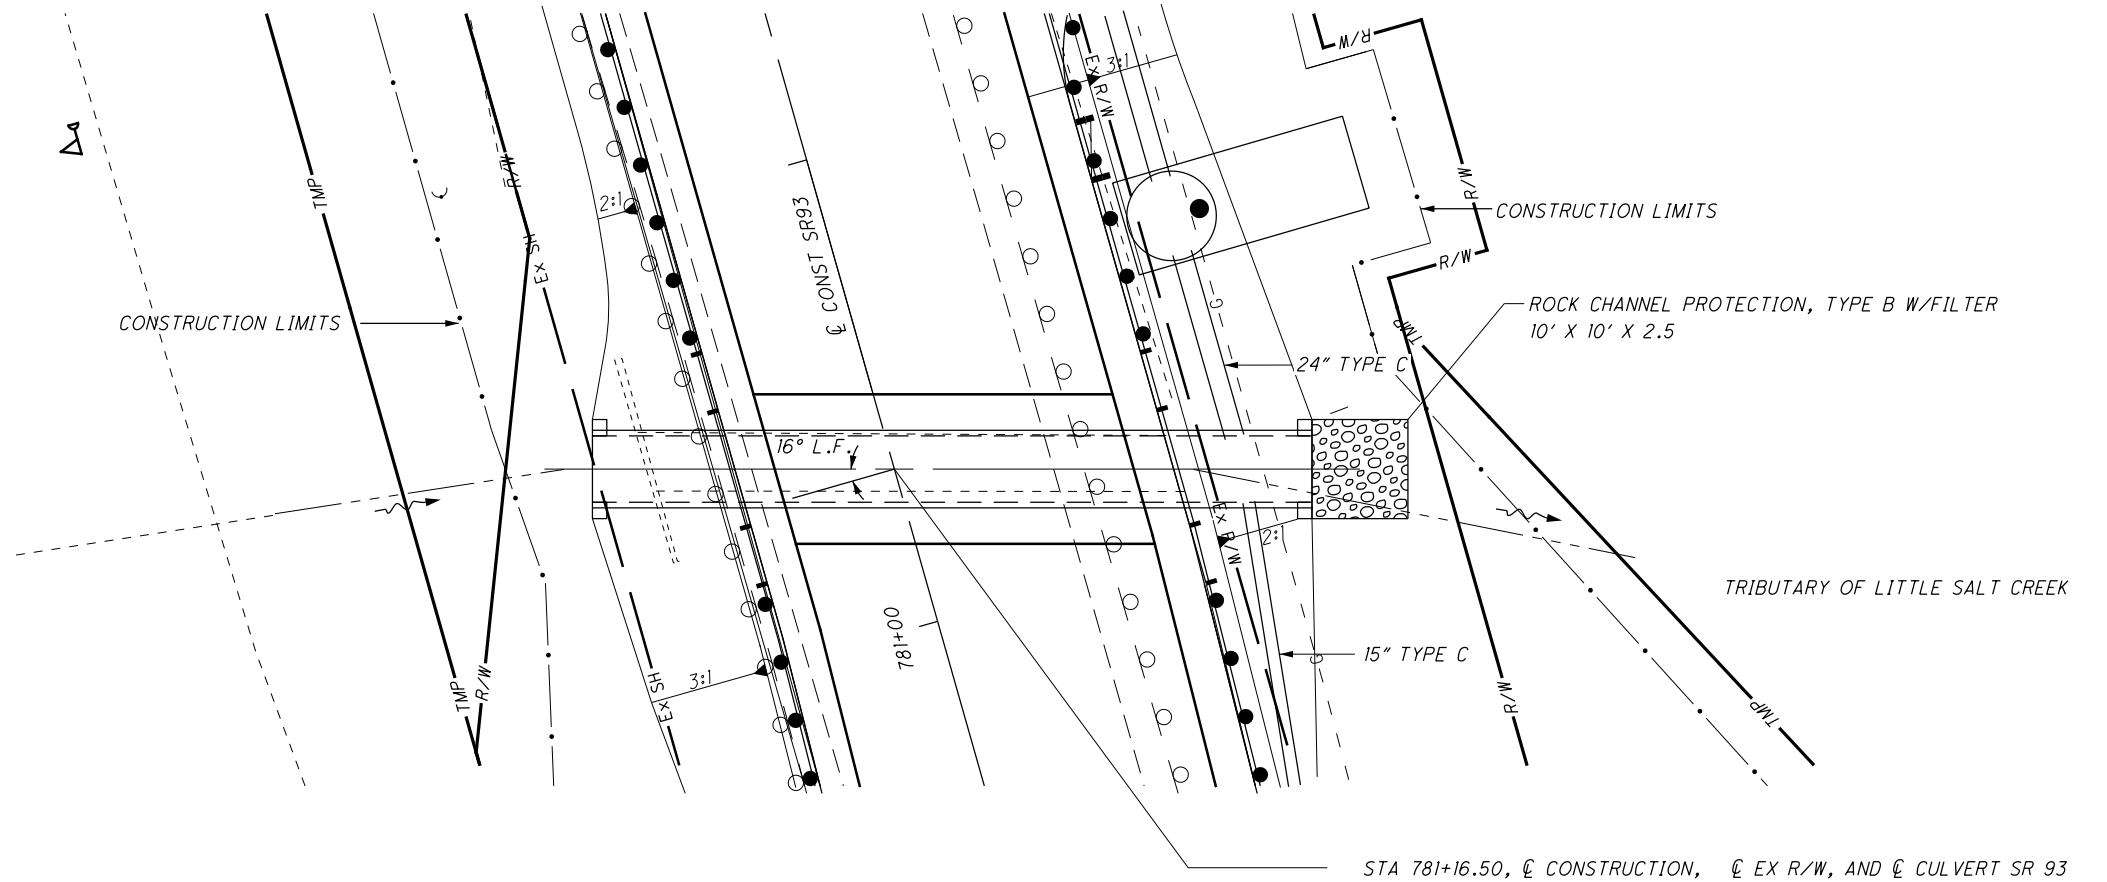 R/W
Ex R/W
3:1
TMP
R/W
R/W
2:1
CONST SR93
CONSTRUCTION LIMITS
Ex SH
R/W
G
ROCK CHANNEL PROTECTION, TYPE B W/FILTER
10' X 10' X 2.5
CONSTRUCTION LIMITS
TMP
24" TYPE C
16° L.F.
Ex R/W
2:1
TRIBUTARY OF LITTLE SALT CREEK
781+00
15" TYPE C
G
3:1
Ex SH
Ex
TMP
R/W
R/W
TMP
STA 781+16.50, ℄ CONSTRUCTION, ℄ EX R/W, AND ℄ CULVERT SR 93